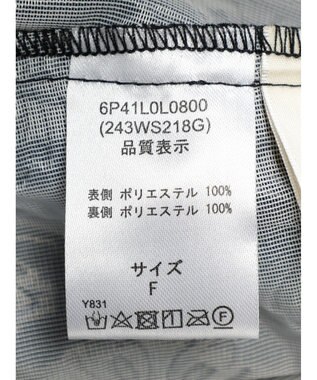 6P41L0L0800
(243WS218G)
品質表示
表側 ポリエステル 100%
裏側 ポリエステル 100%
サイズ
F
Y831
F